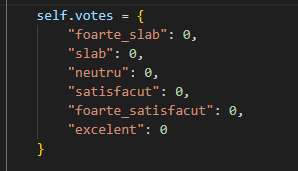 self.votes = {
    "foarte_slab": 0,
    "slab": 0,
    "neutru": 0,
    "satisfacut": 0,
    "foarte_satisfacut": 0,
    "excelent": 0
}